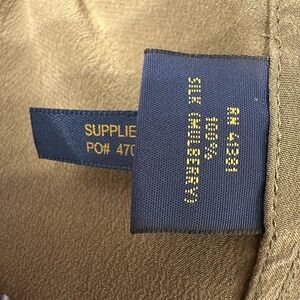 SUPPLIE
PO# 470
RN 41381
100%
SILK (MULBERRY)